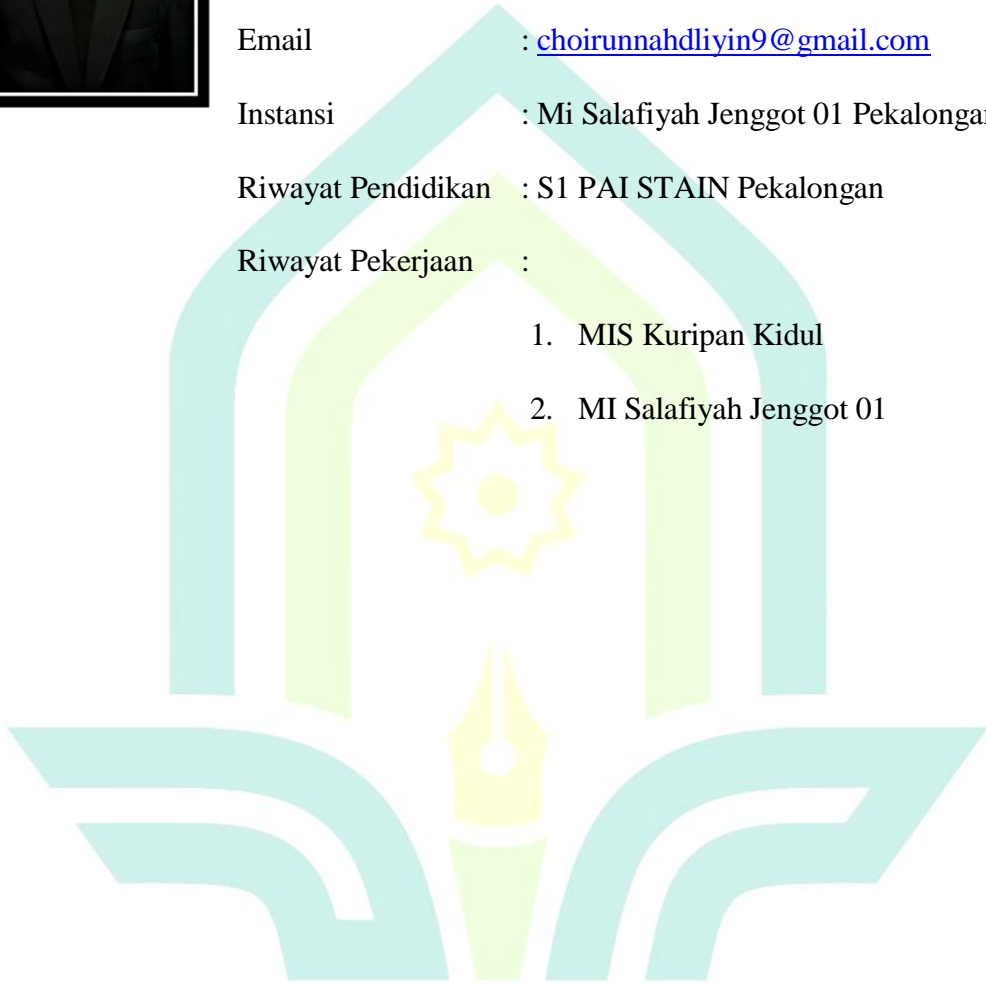 Email : choirunnahdliyin9@gmail.com
Instansi : Mi Salafiyah Jenggot 01
Riwayat Pendidikan : S1 PAI STAIN Pekalongan
Riwayat Pekerjaan :
1. MIS Kuripan Kidul
2. MI Salafiyah Jenggot 01